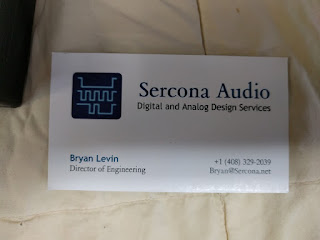 Sercona Audio
Digital and Analog Design Services
Bryan Levin
Director of Engineering
+1 (408) 329-2039
Bryan@Sercona.net